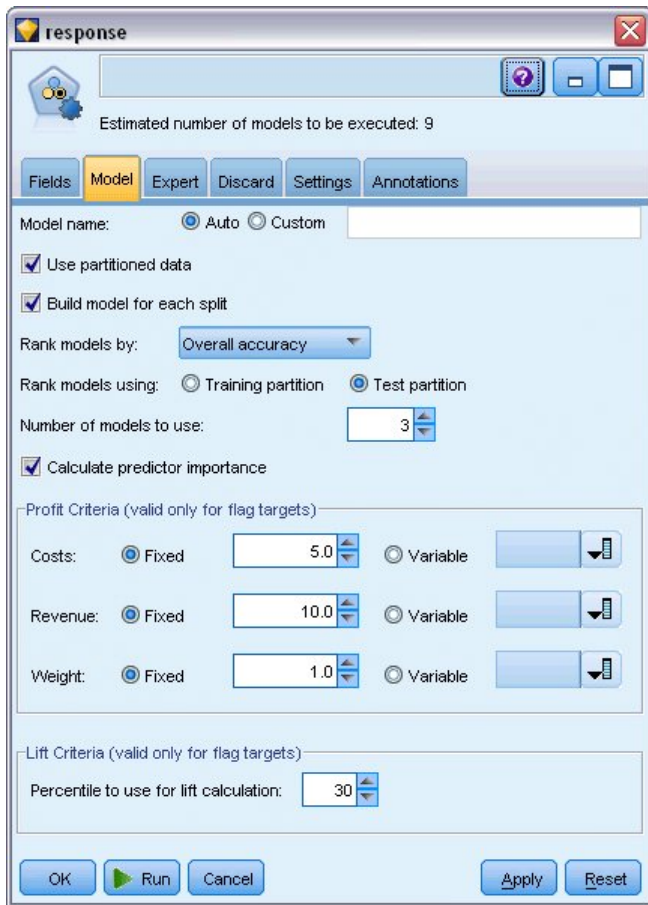 response
Estimated number of models to be executed: 9
Fields Model Expert Discard Settings Annotations
Model name: Auto Custom
Use partitioned data
Build model for each split
Rank models by: Overall accuracy
Rank models using: Training partition Test partition
Number of models to use: 3
Calculate predictor importance
Profit Criteria (valid only for flag targets)
Costs: Fixed 5.0 Variable
Revenue: Fixed 10.0 Variable
Weight: Fixed 1.0 Variable
Lift Criteria (valid only for flag targets)
Percentile to use for lift calculation: 30
OK Run Cancel Apply Reset